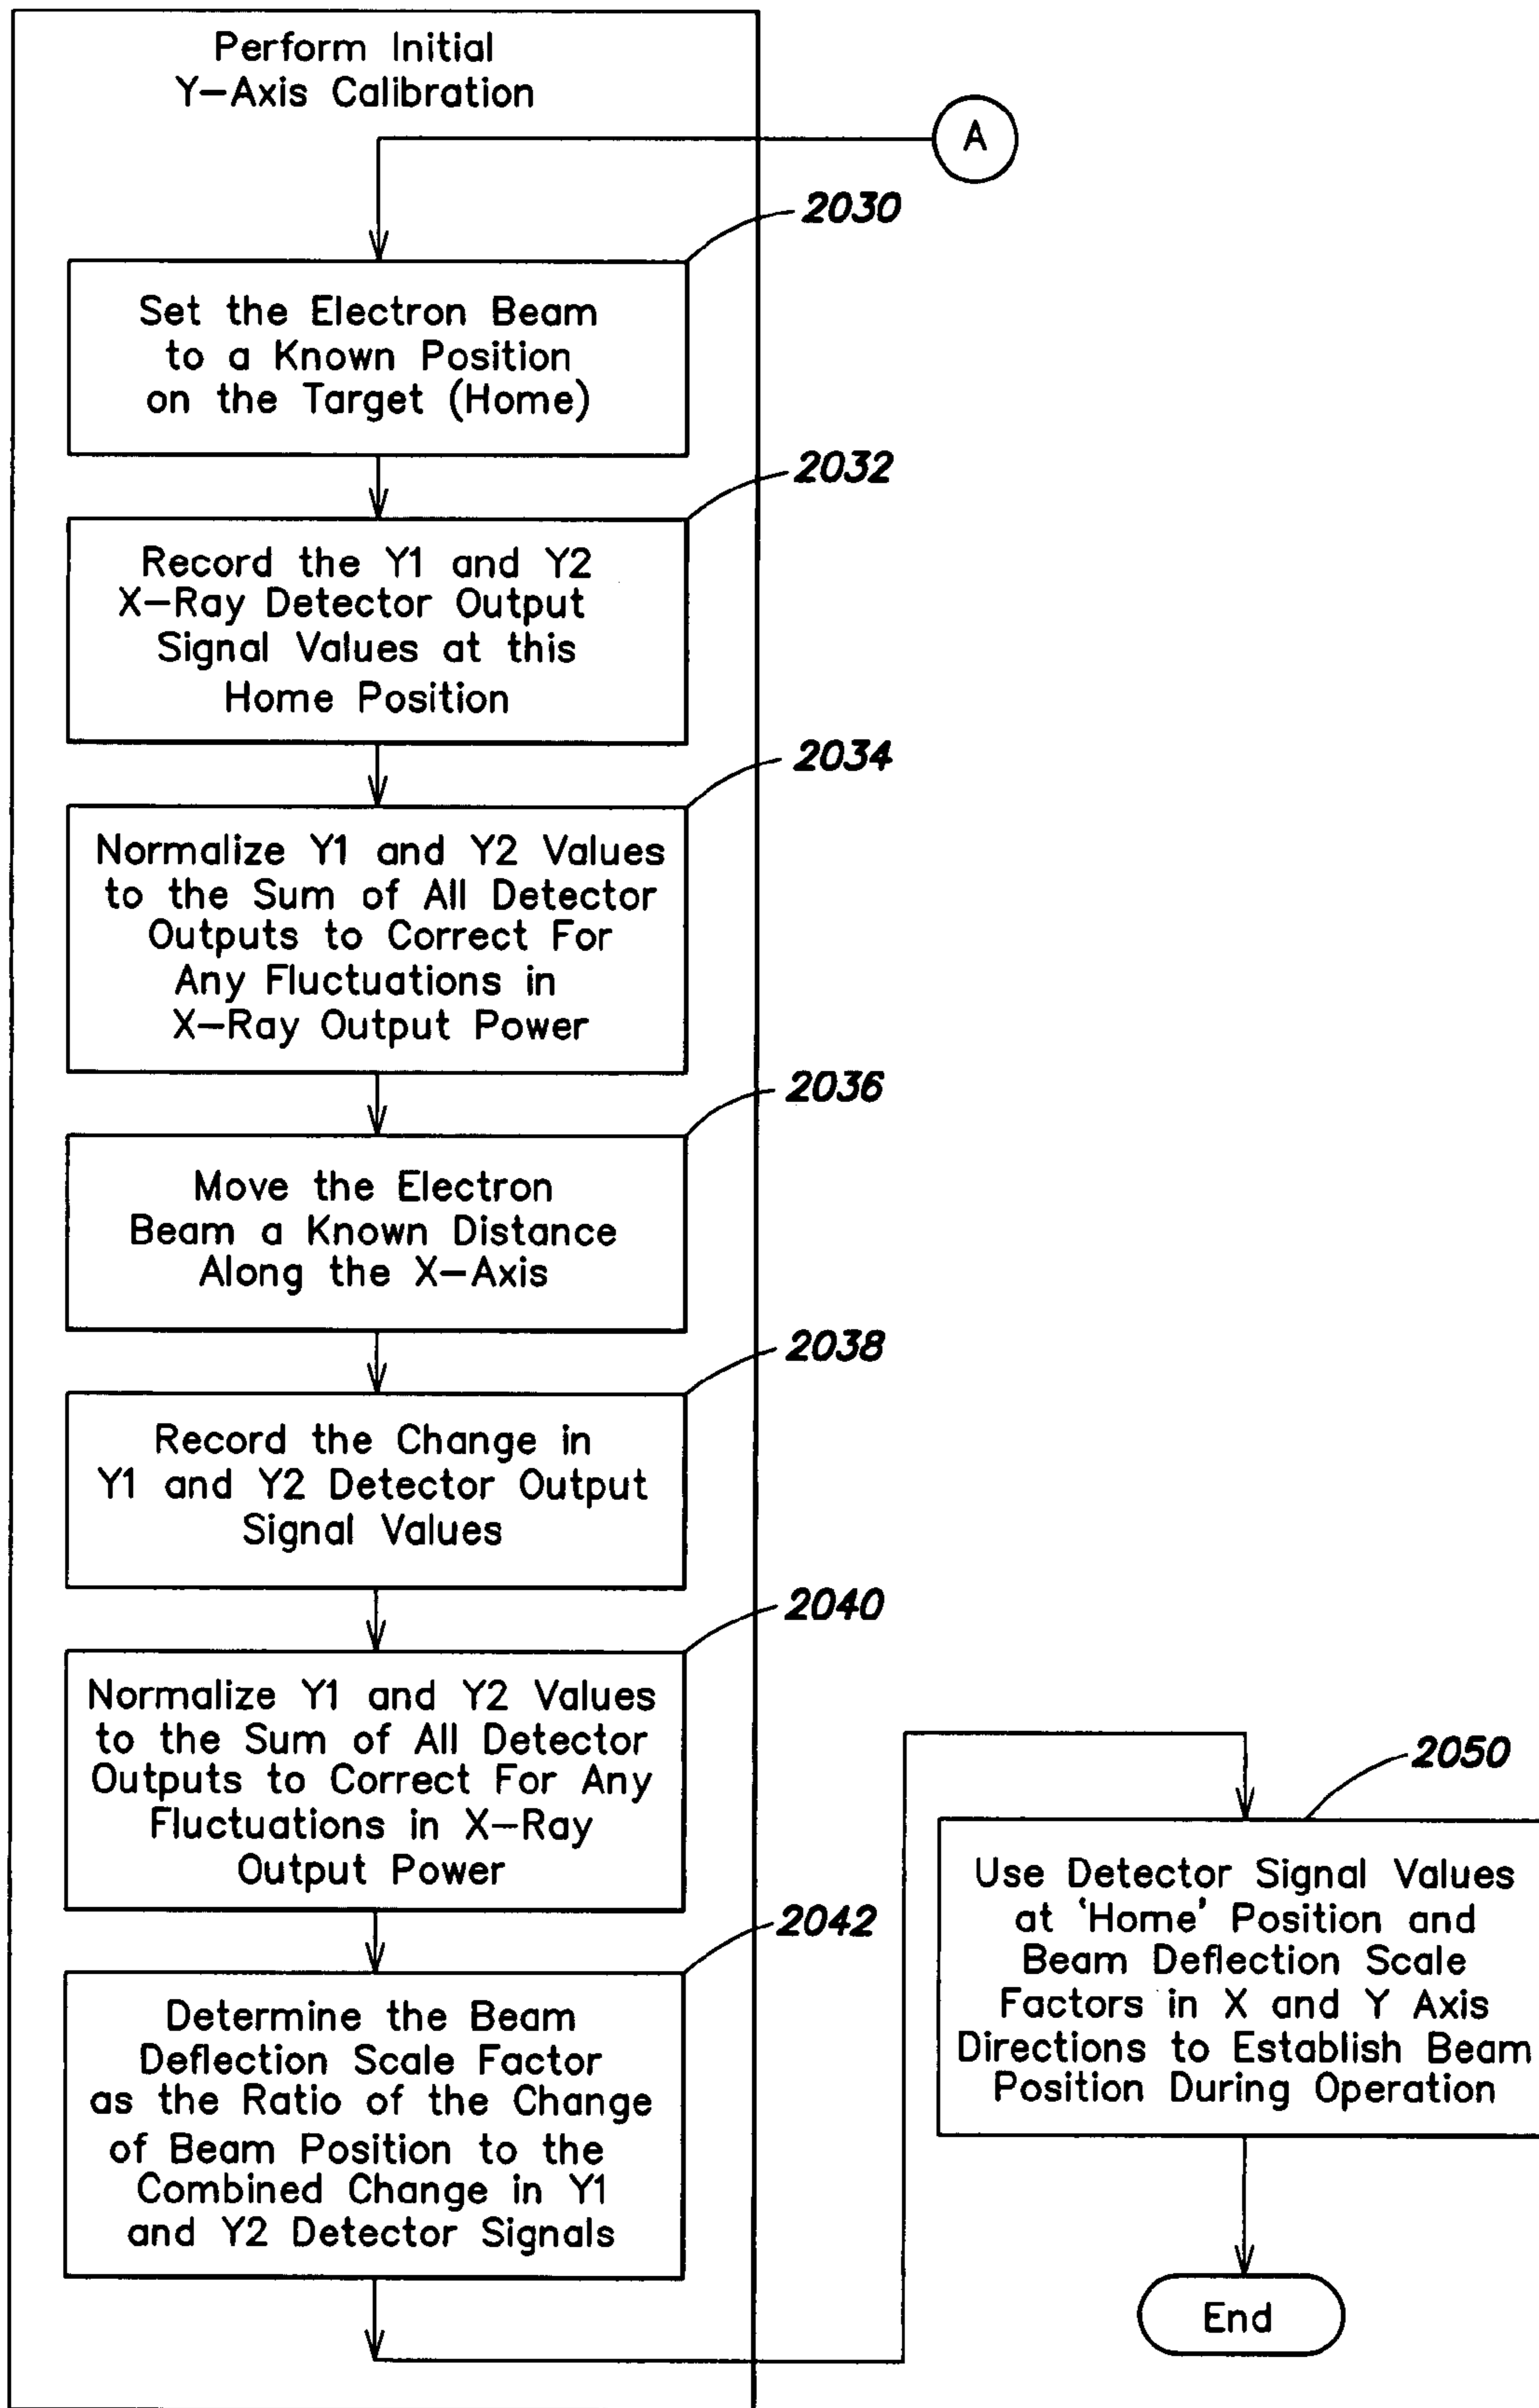 Perform Initial
Y-Axis Calibration
A
2030
Set the Electron Beam
to a Known Position
on the Target (Home)
2032
Record the Y1 and Y2
X-Ray Detector Output
Signal Values at this
Home Position
2034
Normalize Y1 and Y2 Values
to the Sum of All Detector
Outputs to Correct For
Any Fluctuations in
X-Ray Output Power
2036
Move the Electron
Beam a Known Distance
Along the X-Axis
2038
Record the Change in
Y1 and Y2 Detector Output
Signal Values
2040
Normalize Y1 and Y2 Values
to the Sum of All Detector
Outputs to Correct For Any
Fluctuations in X-Ray
Output Power
2042
Determine the Beam
Deflection Scale Factor
as the Ratio of the Change
of Beam Position to the
Combined Change in Y1
and Y2 Detector Signals
2050
Use Detector Signal Values
at ‘Home’ Position and
Beam Deflection Scale
Factors in X and Y Axis
Directions to Establish Beam
Position During Operation
End